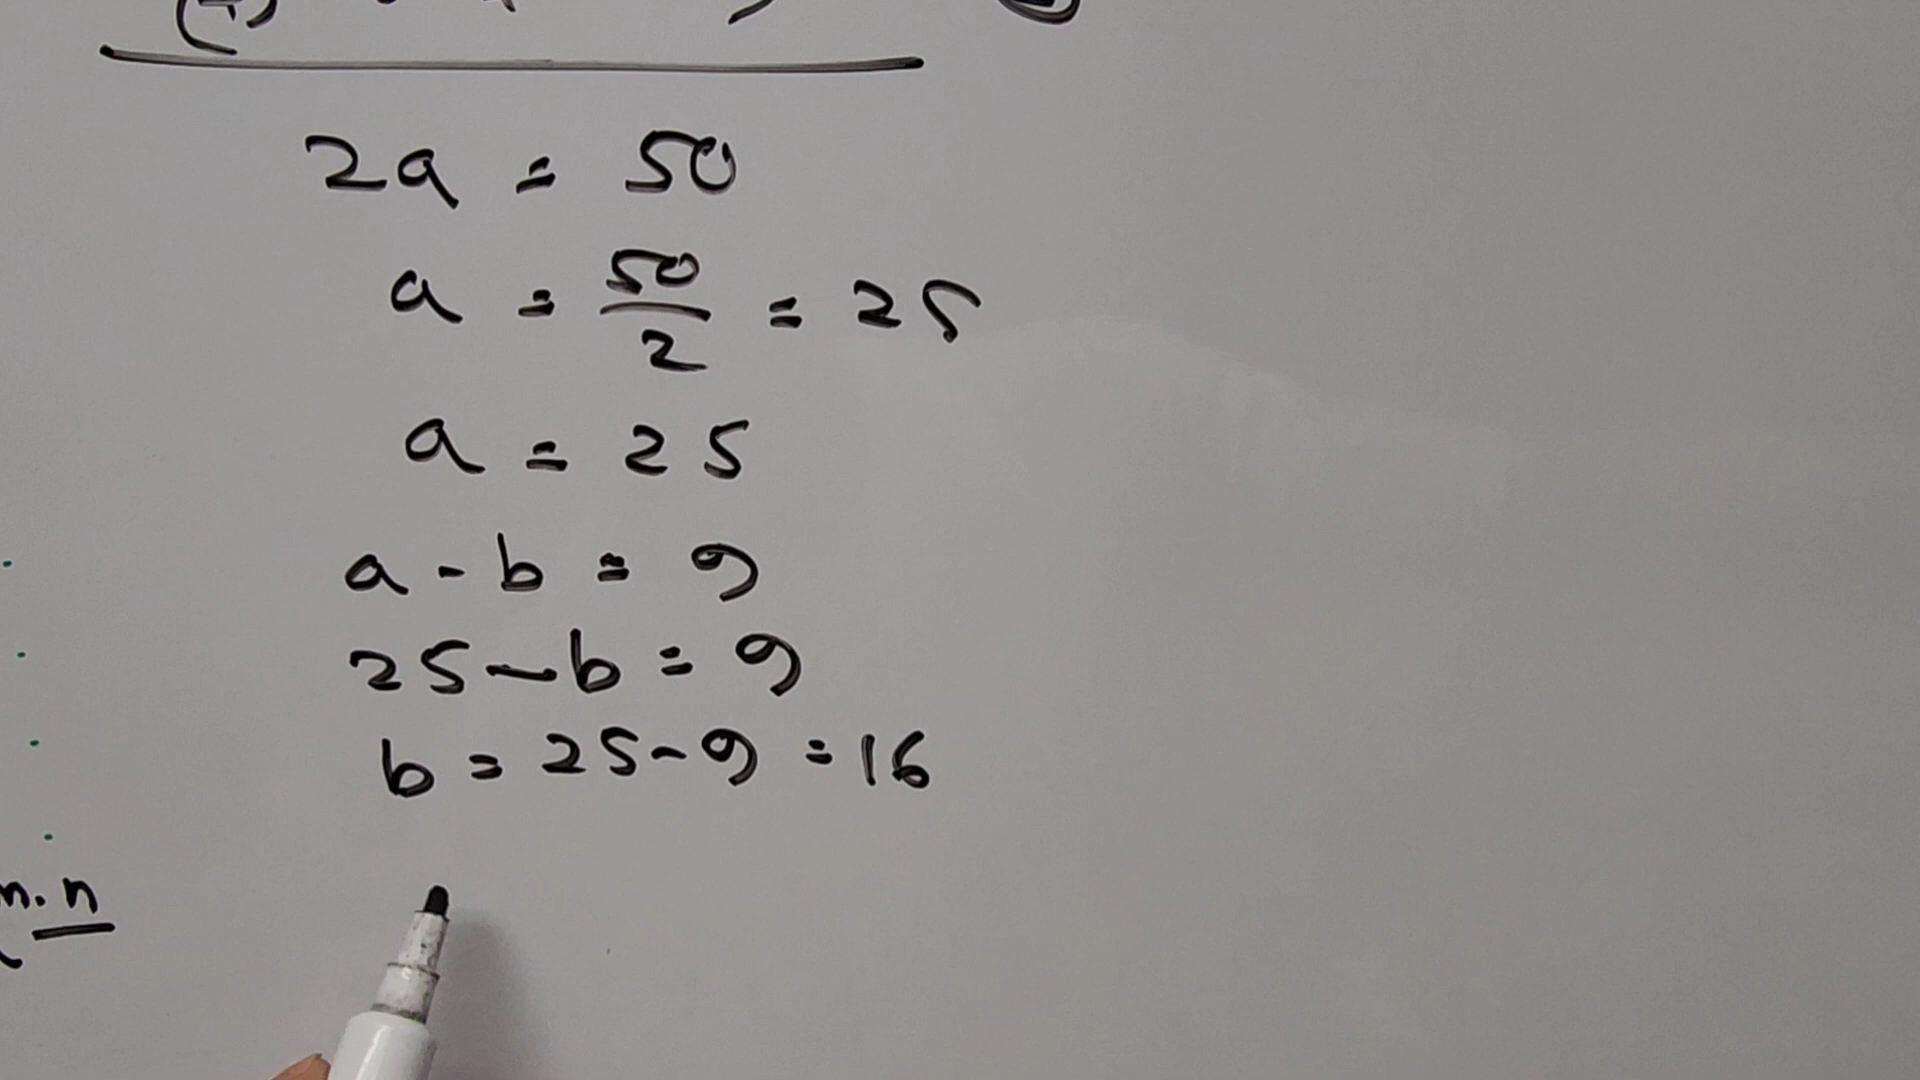 2a = 50
a = 50/2 = 25
a = 25
a - b = 9
25 - b = 9
b = 25 - 9 = 16
m.n